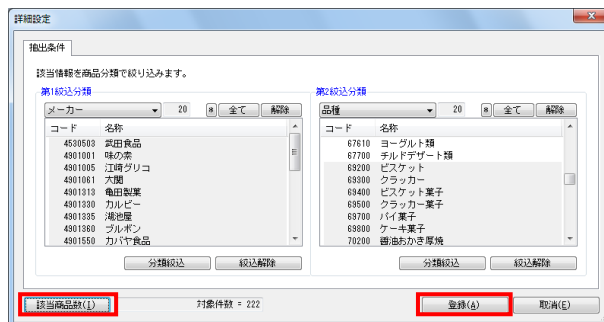 詳細設定
抽出条件
該当情報を商品分類で絞り込みます。
第1絞込分類
メーカー 20 * 全て 解除
コード 名称
4530503 武田食品
4901001 味の素
4901005 江崎グリコ
4901061 大関
4901313 亀田製菓
4901330 カルビー
4901335 湖池屋
4901360 ブルボン
4901550 カバヤ食品
分類絞込 絞込解除
第2絞込分類
品種 20 * 全て 解除
コード 名称
67610 ヨーグルト類
67700 チルドデザート類
69200 ビスケット
69300 クラッカー
69400 ビスケット菓子
69500 クラッカー菓子
69700 パイ菓子
69800 ケーキ菓子
70200 醤油おかき厚焼
分類絞込 絞込解除
該当商品数(I) 対象件数 = 222 登録(A) 取消(E)